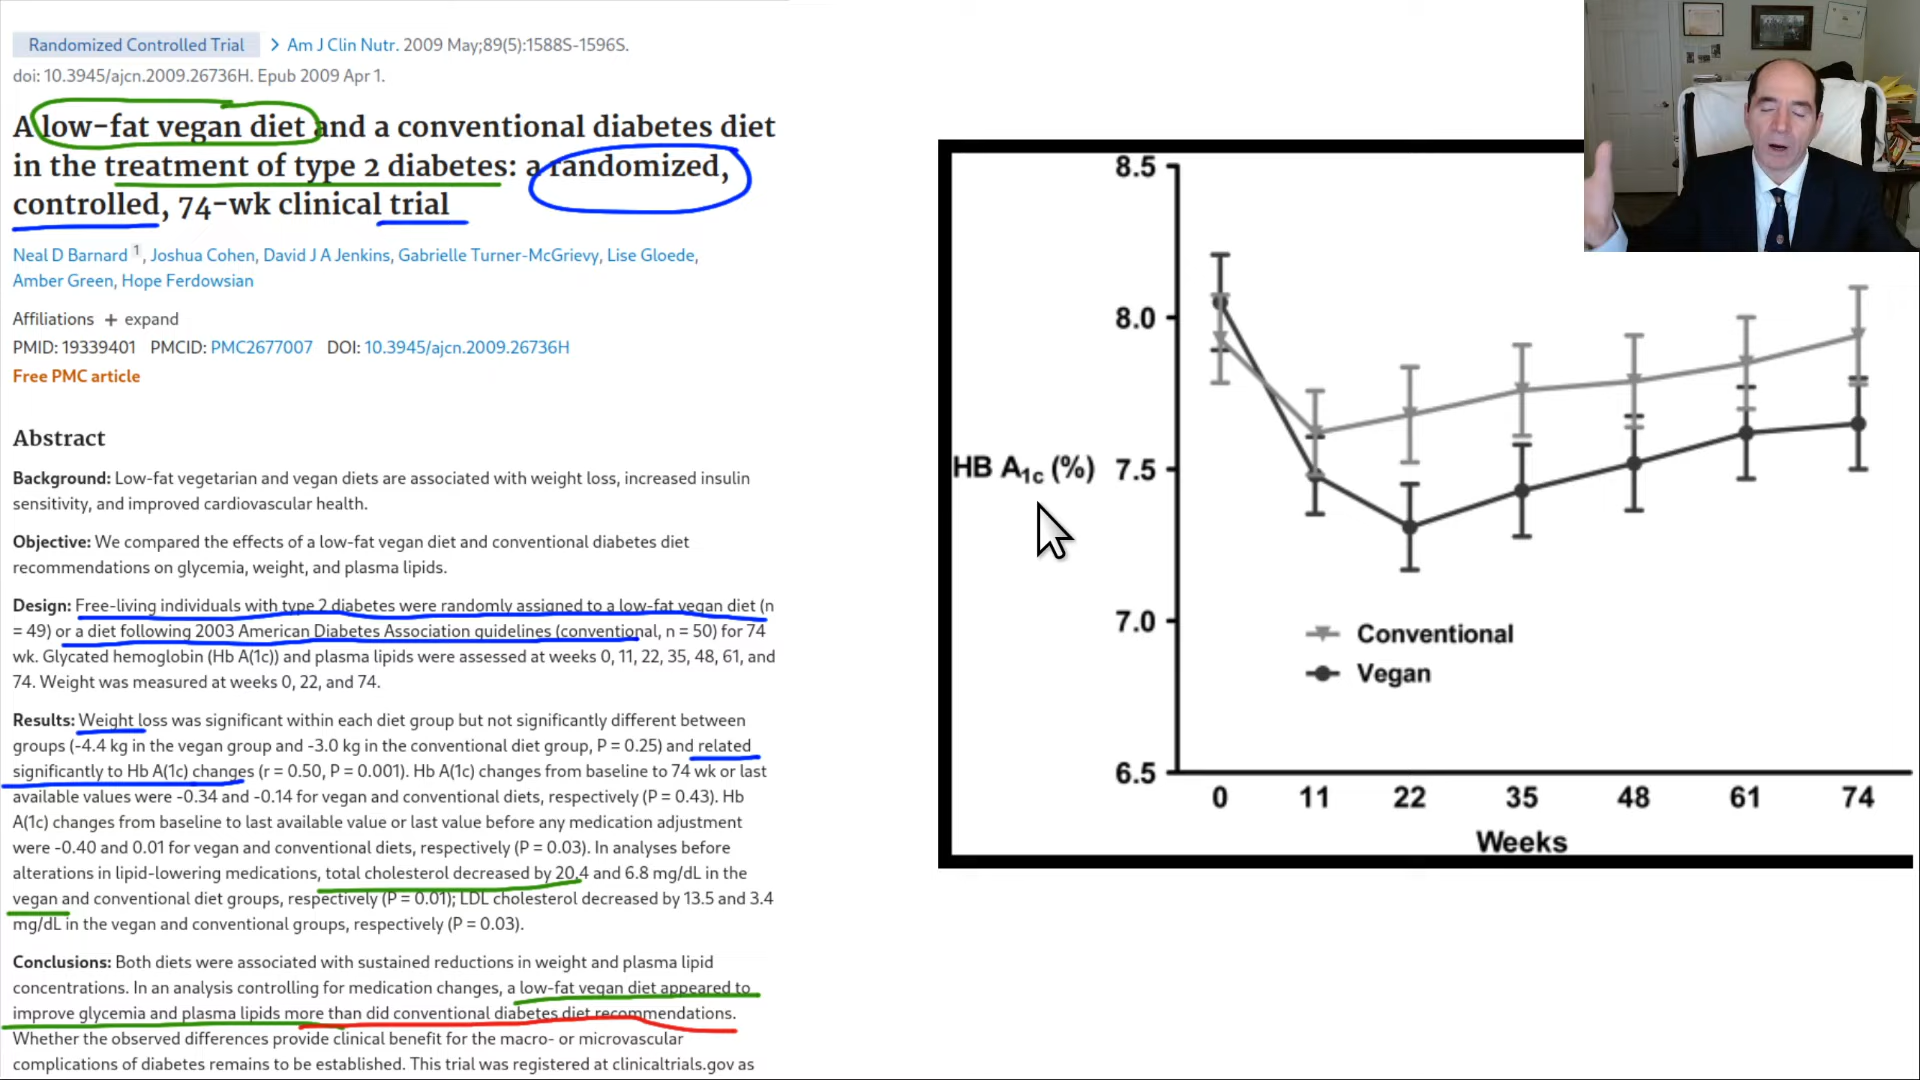 Randomized Controlled Trial > Am J Clin Nutr. 2009 May;89(5):1588S-1596S.
doi: 10.3945/ajcn.2009.26736H. Epub 2009 Apr 1.
A low-fat vegan diet and a conventional diabetes diet
in the treatment of type 2 diabetes: a randomized,
controlled, 74-wk clinical trial
Neal D Barnard 1, Joshua Cohen, David J A Jenkins, Gabrielle Turner-McGrievy, Lise Gloede,
Amber Green, Hope Ferdowsian
Affiliations + expand
PMID: 19339401 PMCID: PMC2677007 DOI: 10.3945/ajcn.2009.26736H
Free PMC article
Abstract
Background: Low-fat vegetarian and vegan diets are associated with weight loss, increased insulin
sensitivity, and improved cardiovascular health.
Objective: We compared the effects of a low-fat vegan diet and conventional diabetes diet
recommendations on glycemia, weight, and plasma lipids.
Design: Free-living individuals with type 2 diabetes were randomly assigned to a low-fat vegan diet (n
= 49) or a diet following 2003 American Diabetes Association guidelines (conventional, n = 50) for 74
wk. Glycated hemoglobin (Hb A(1c)) and plasma lipids were assessed at weeks 0, 11, 22, 35, 48, 61, and
74. Weight was measured at weeks 0, 22, and 74.
Results: Weight loss was significant within each diet group but not significantly different between
groups (-4.4 kg in the vegan group and -3.0 kg in the conventional diet group, P = 0.25) and related
significantly to Hb A(1c) changes (r = 0.50, P = 0.001). Hb A(1c) changes from baseline to 74 wk or last
available values were -0.34 and -0.14 for vegan and conventional diets, respectively (P = 0.43). Hb
A(1c) changes from baseline to last available value or last value before any medication adjustment
were -0.40 and 0.01 for vegan and conventional diets, respectively (P = 0.03). In analyses before
alterations in lipid-lowering medications, total cholesterol decreased by 20.4 and 6.8 mg/dL in the
vegan and conventional diet groups, respectively (P = 0.01); LDL cholesterol decreased by 13.5 and 3.4
mg/dL in the vegan and conventional groups, respectively (P = 0.03).
Conclusions: Both diets were associated with sustained reductions in weight and plasma lipid
concentrations. In an analysis controlling for medication changes, a low-fat vegan diet appeared to
improve glycemia and plasma lipids more than did conventional diabetes diet recommendations.
Whether the observed differences provide clinical benefit for the macro- or microvascular
complications of diabetes remains to be established. This trial was registered at clinicaltrials.gov as
8.5
8.0
HB A1c (%) 7.5
7.0
Conventional
Vegan
6.5
0 11 22 35 48 61 74
Weeks